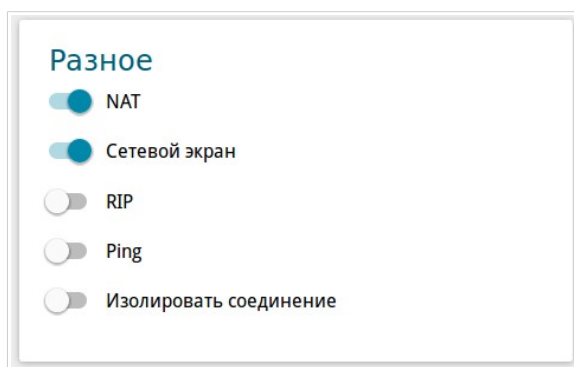 Разное
NAT
Сетевой экран
RIP
Ping
Изолировать соединение